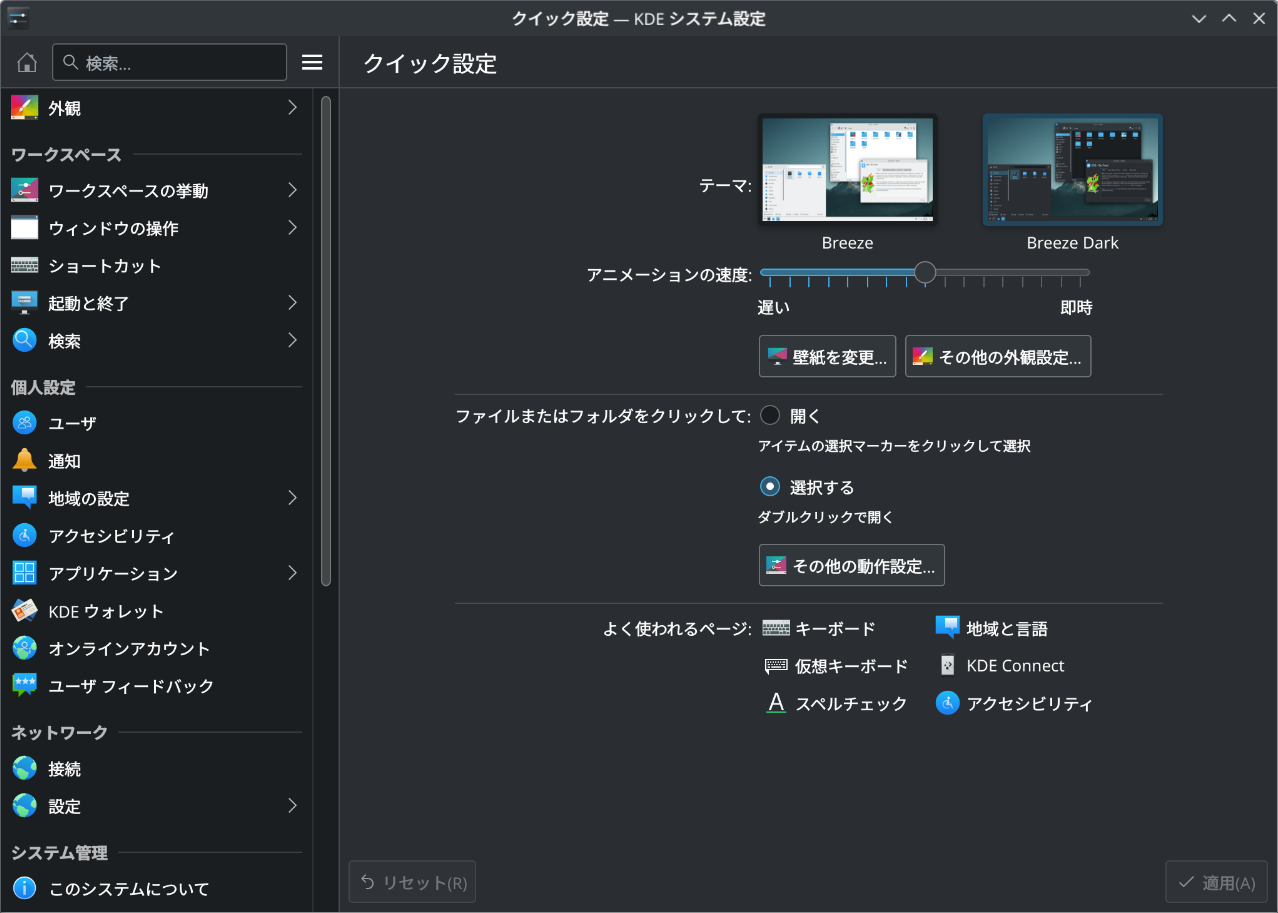 クイック設定 — KDE システム設定
検索...
クイック設定
外観
ワークスペース
ワークスペースの挙動
ウィンドウの操作
ショートカット
起動と終了
検索
個人設定
ユーザ
通知
地域の設定
アクセシビリティ
アプリケーション
KDE ウォレット
オンラインアカウント
ユーザ フィードバック
ネットワーク
接続
設定
システム管理
このシステムについて
テーマ:
Breeze
Breeze Dark
アニメーションの速度:
遅い
即時
壁紙を変更...
その他の外観設定...
ファイルまたはフォルダをクリックして:
開く
アイテムの選択マーカーをクリックして選択
選択する
ダブルクリックで開く
その他の動作設定...
よく使われるページ:
キーボード
地域と言語
仮想キーボード
KDE Connect
スペルチェック
アクセシビリティ
リセット(R)
適用(A)